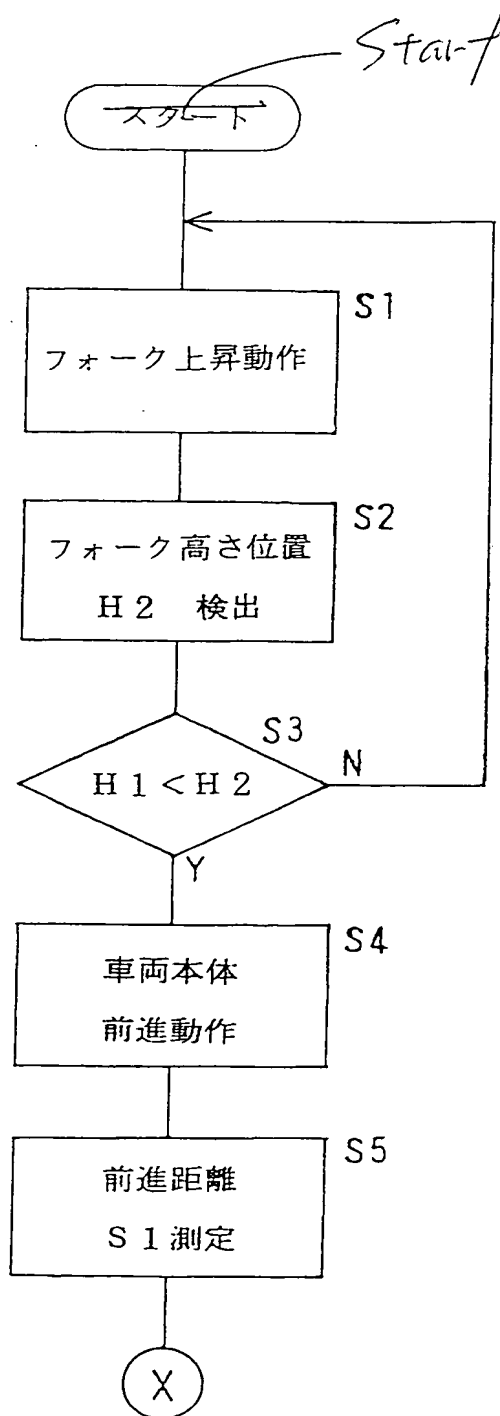 Start
スタート
S1
フォーク上昇動作
S2
フォーク高さ位置
H2 検出
S3
H1<H2
N
Y
S4
車両本体
前進動作
S5
前進距離
S1測定
X